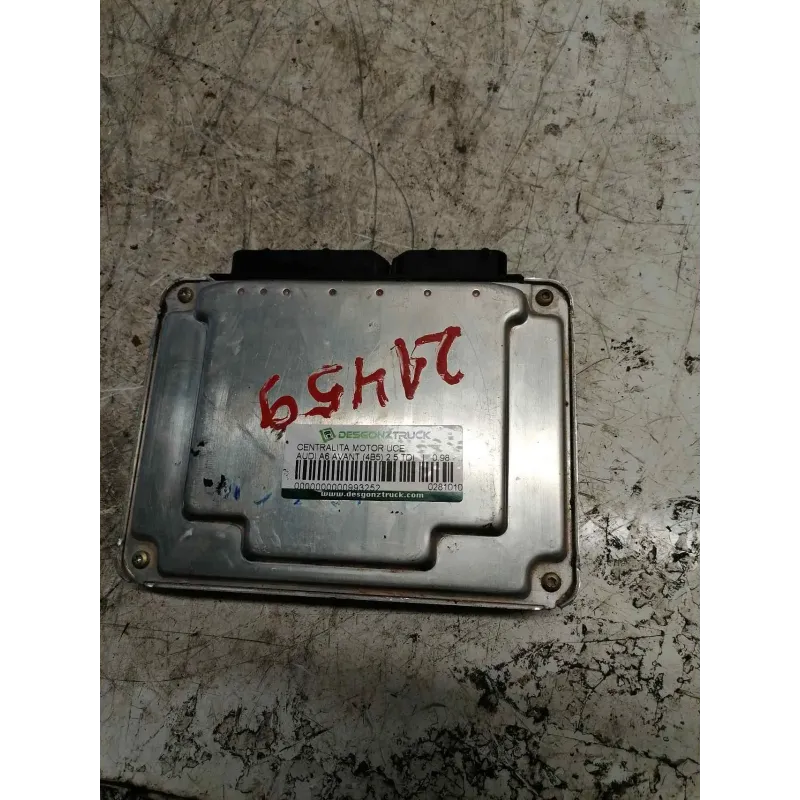 24459
DESGONZTRUCK
CENTRALITA MOTOR UCE
AUDI A6 AVANT (4B5) 2.5 TDI | 0.98 -
0000000000993252 0281010
www.desgonztruck.com